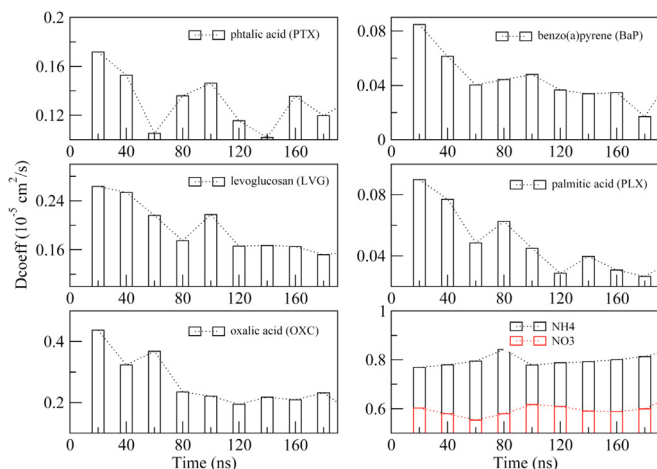 0.2
0.16
0.12
phtalic acid (PTX)
0 40 80 120 160
0.08
0.04
0
benzo(a)pyrene (BaP)
0 40 80 120 160
0.24
0.16
levoglucosan (LVG)
0 40 80 120 160
0.08
0.04
palmitic acid (PLX)
0 40 80 120 160
0.4
0.2
oxalic acid (OXC)
0 40 80 120 160
1
0.8
0.6
NH4
NO3
0 40 80 120 160
Dcoeff (10⁻⁵ cm²/s)
Time (ns)
Time (ns)